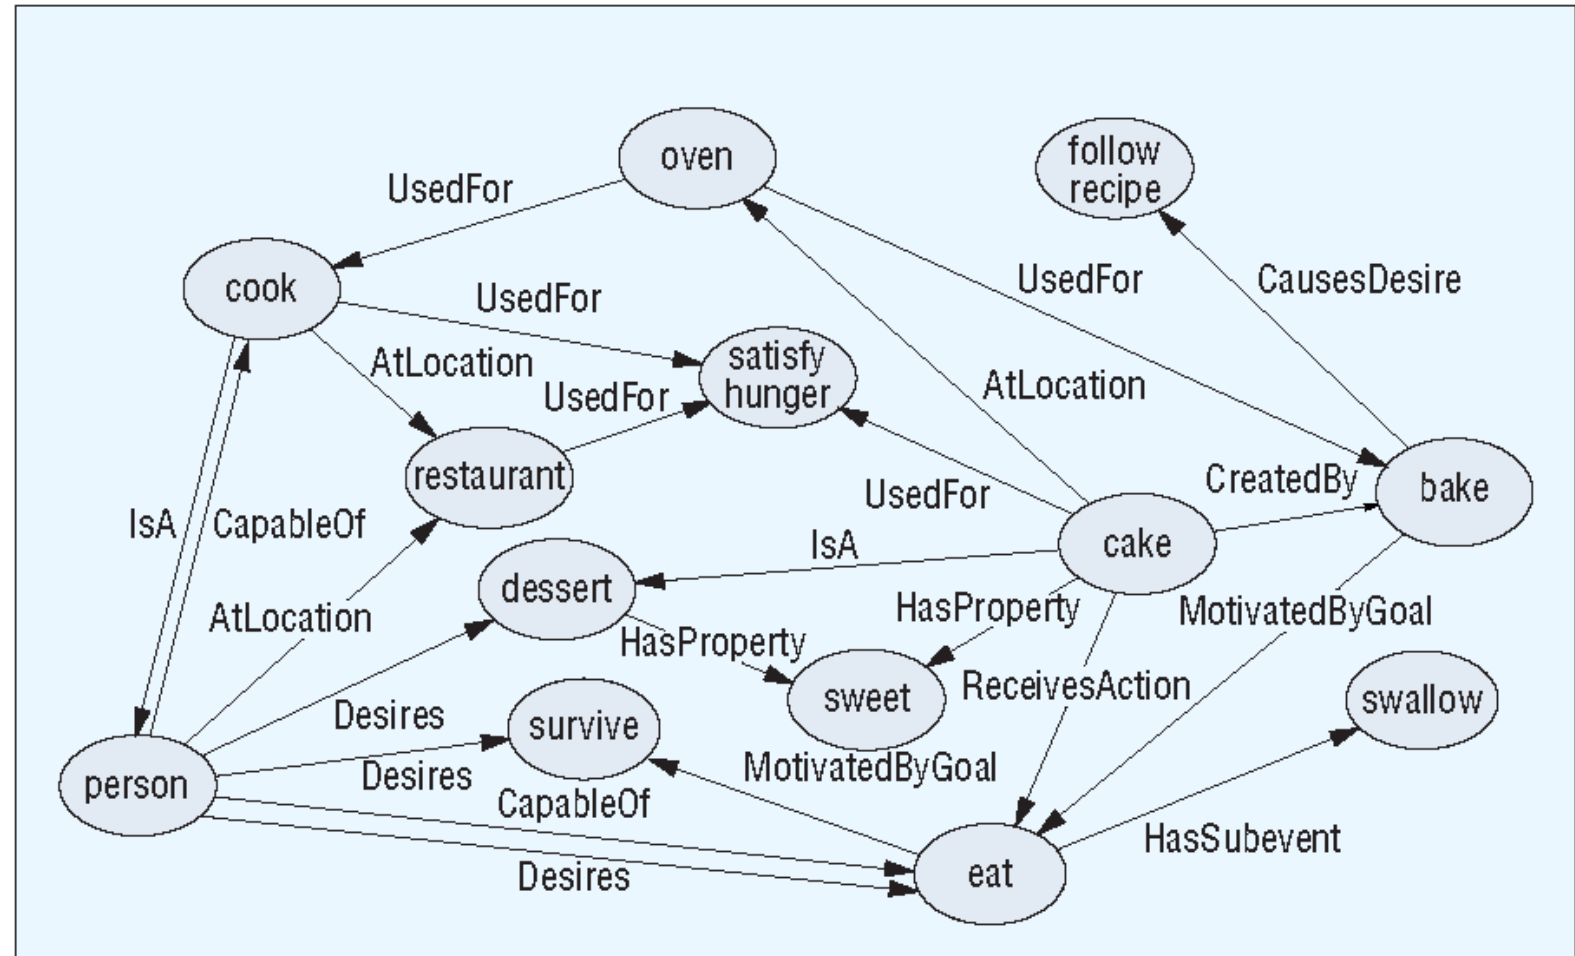 oven
follow
recipe
UsedFor
cook
UsedFor
UsedFor
CausesDesire
AtLocation
satisfy
hunger
UsedFor
AtLocation
restaurant
UsedFor
CreatedBy
bake
IsA
CapableOf
IsA
cake
dessert
HasProperty
MotivatedByGoal
AtLocation
HasProperty
sweet
ReceivesAction
swallow
Desires
survive
MotivatedByGoal
Desires
person
CapableOf
HasSubevent
Desires
eat